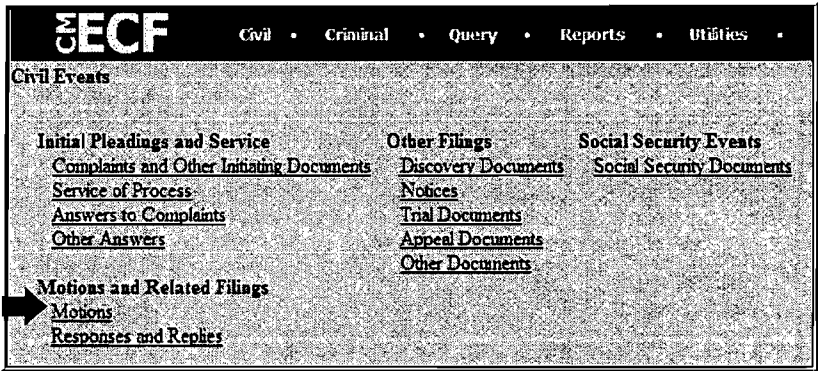 CM ECF Civil • Criminal • Query • Reports • Utilities •
Civil Events
Initial Pleadings and Service
Complaints and Other Initiating Documents
Service of Process
Answers to Complaints
Other Answers
Motions and Related Filings
Motions
Responses and Replies
Other Filings
Discovery Documents
Notices
Trial Documents
Appeal Documents
Other Documents
Social Security Events
Social Security Documents